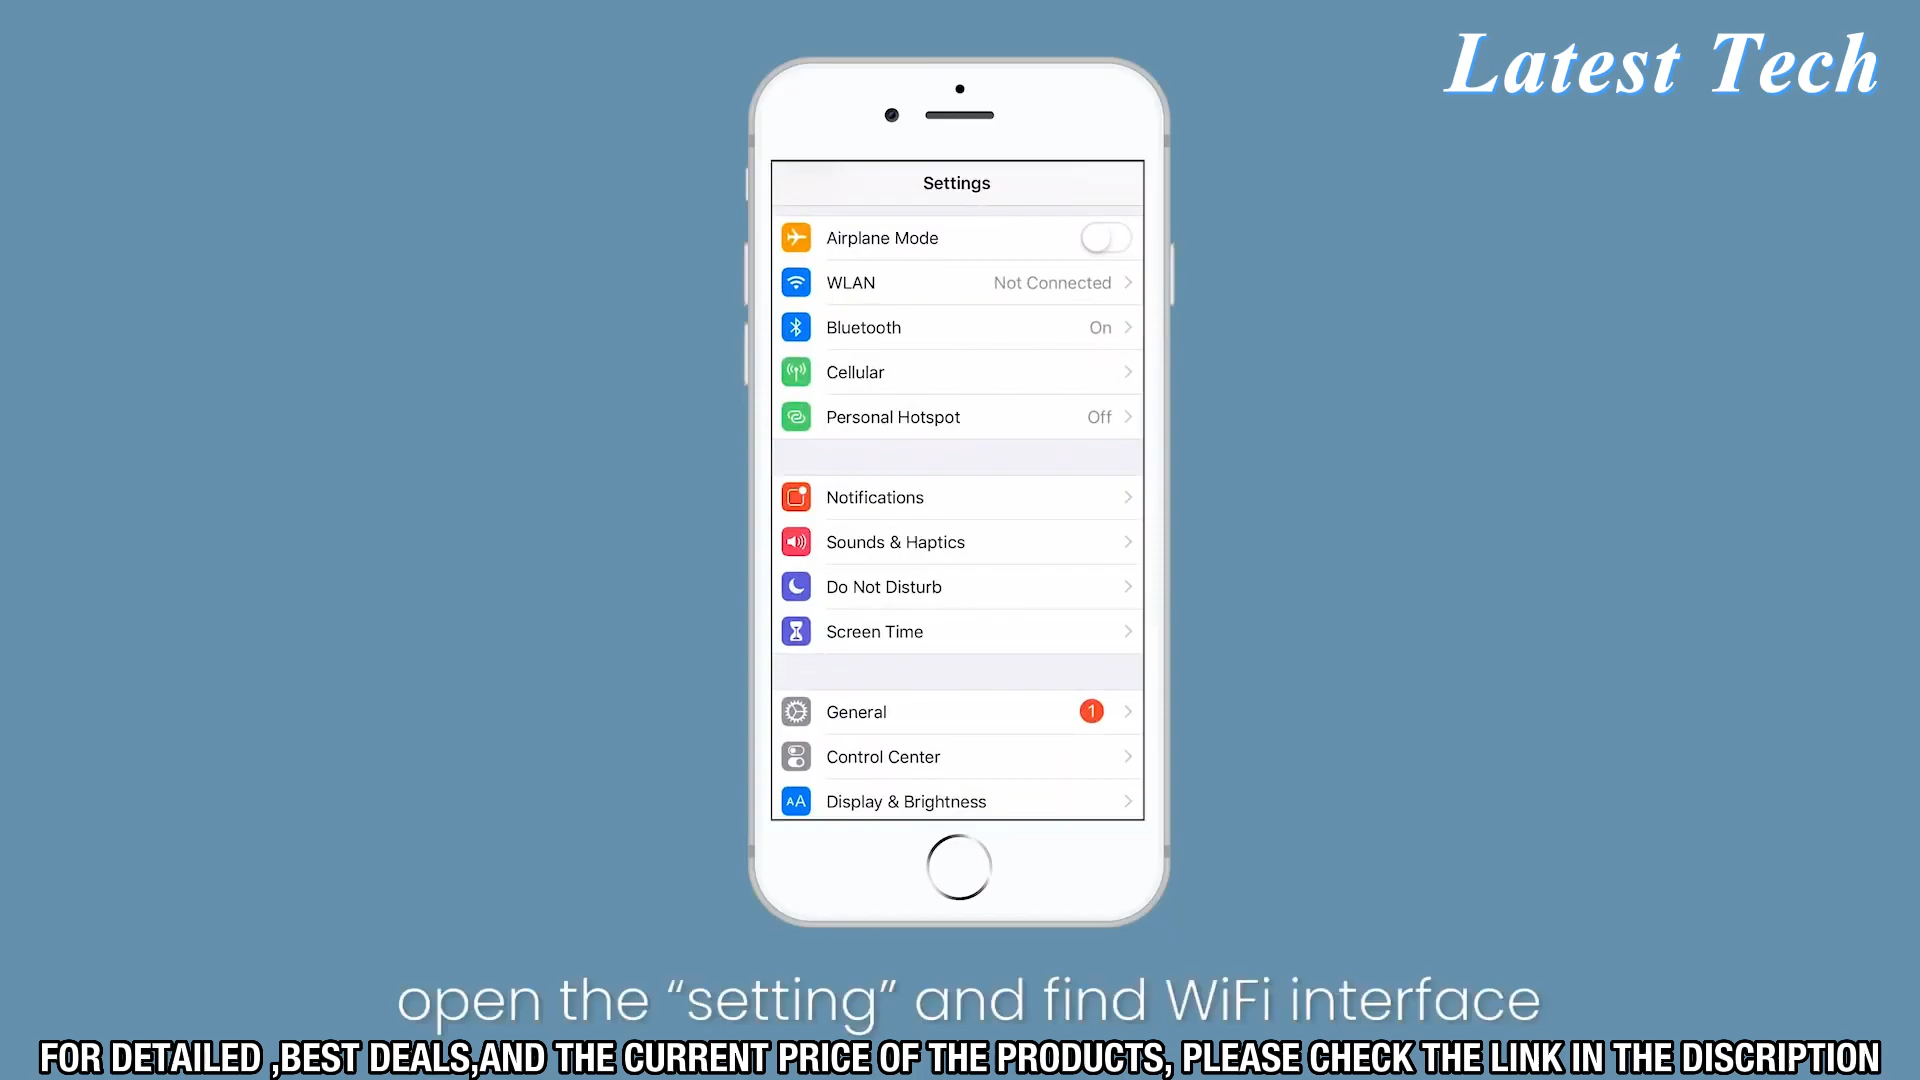 Latest Tech
Settings
Airplane Mode
WLAN Not Connected
Bluetooth On
Cellular
Personal Hotspot Off
Notifications
Sounds & Haptics
Do Not Disturb
Screen Time
General 1
Control Center
AA Display & Brightness
open the “setting” and find WiFi interface
FOR DETAILED ,BEST DEALS,AND THE CURRENT PRICE OF THE PRODUCTS, PLEASE CHECK THE LINK IN THE DISCRIPTION